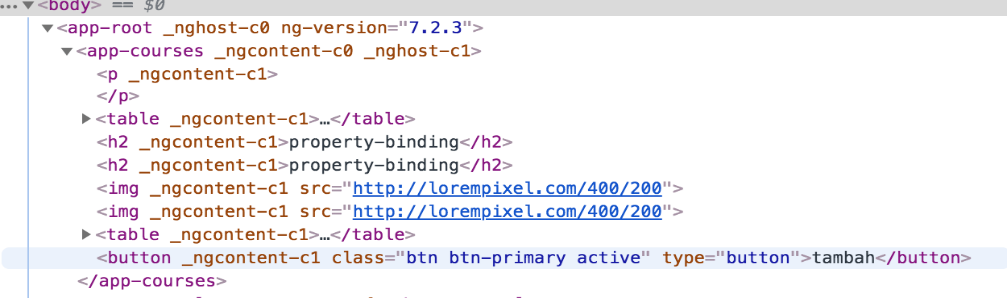 ...▼<body> == $0
▼<app-root _nghost-c0 ng-version="7.2.3">
▼<app-courses _ngcontent-c0 _nghost-c1>
<p _ngcontent-c1>
</p>
▶<table _ngcontent-c1>…</table>
<h2 _ngcontent-c1>property-binding</h2>
<h2 _ngcontent-c1>property-binding</h2>
<img _ngcontent-c1 src="http://lorempixel.com/400/200">
<img _ngcontent-c1 src="http://lorempixel.com/400/200">
▶<table _ngcontent-c1>…</table>
<button _ngcontent-c1 class="btn btn-primary active" type="button">tambah</button>
</app-courses>